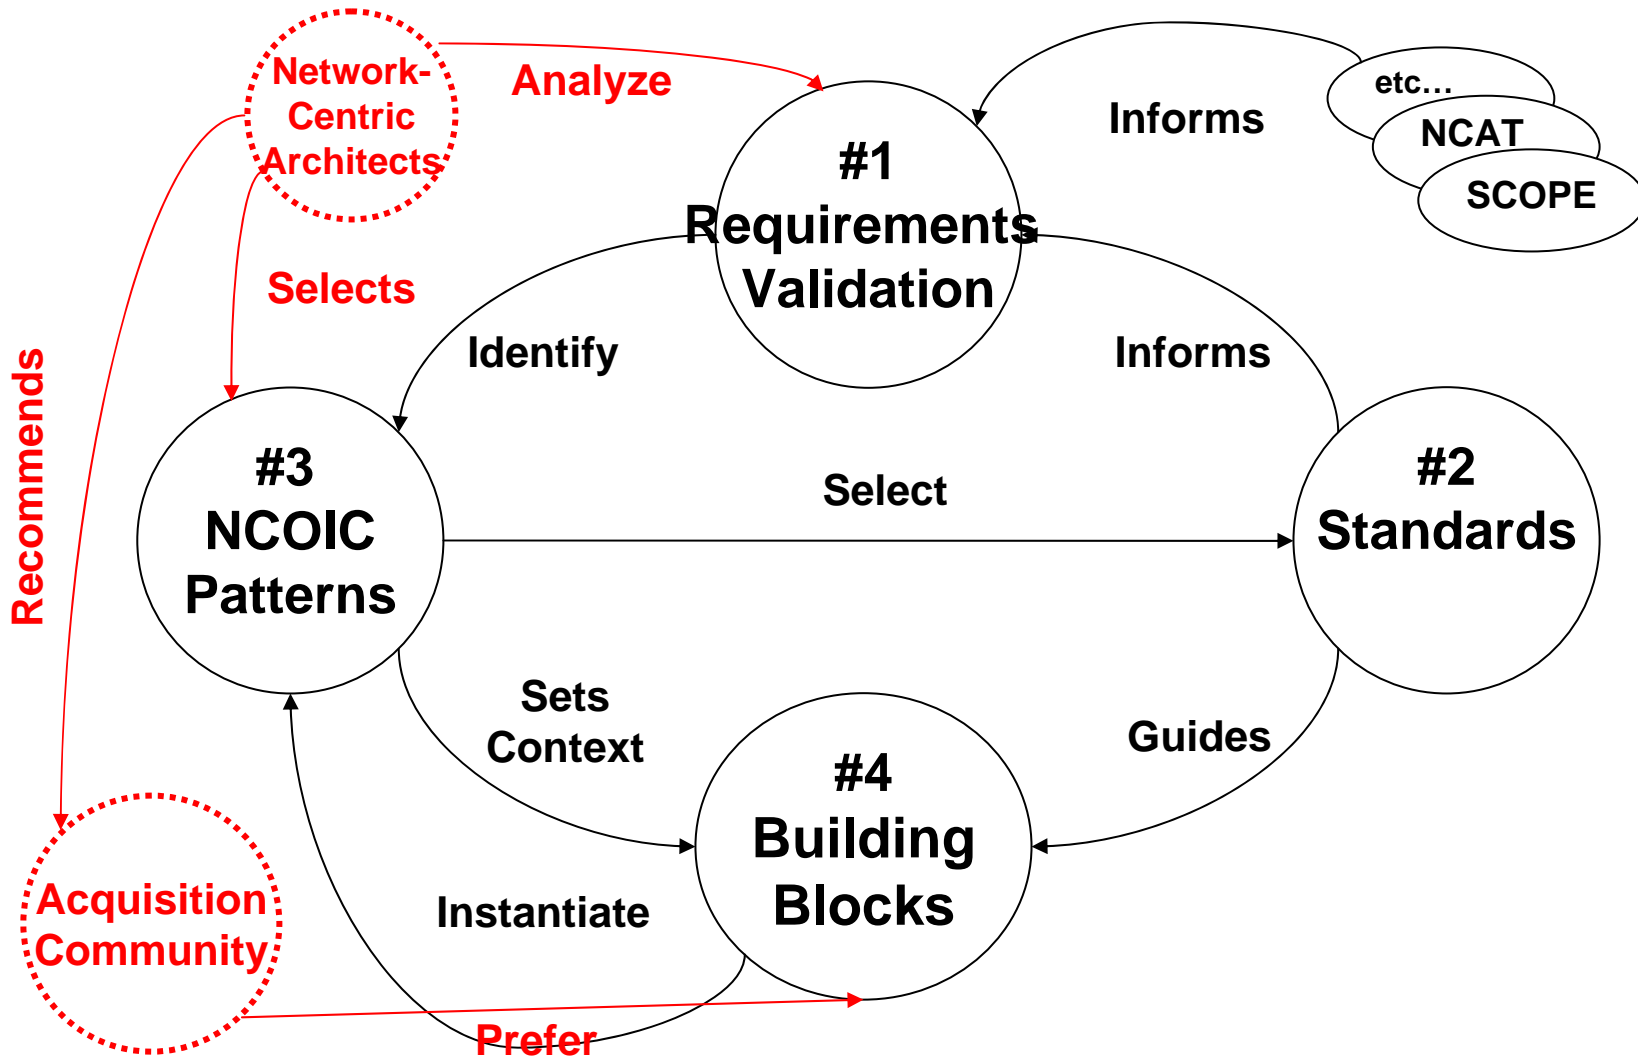 Network-
Centric
Architects
Analyze
Informs
etc...
NCAT
SCOPE
#1
Requirements
Validation
Selects
Identify
Informs
Recommends
#3
NCOIC
Patterns
Select
#2
Standards
Sets
Context
Guides
#4
Building
Blocks
Acquisition
Community
Instantiate
Prefer